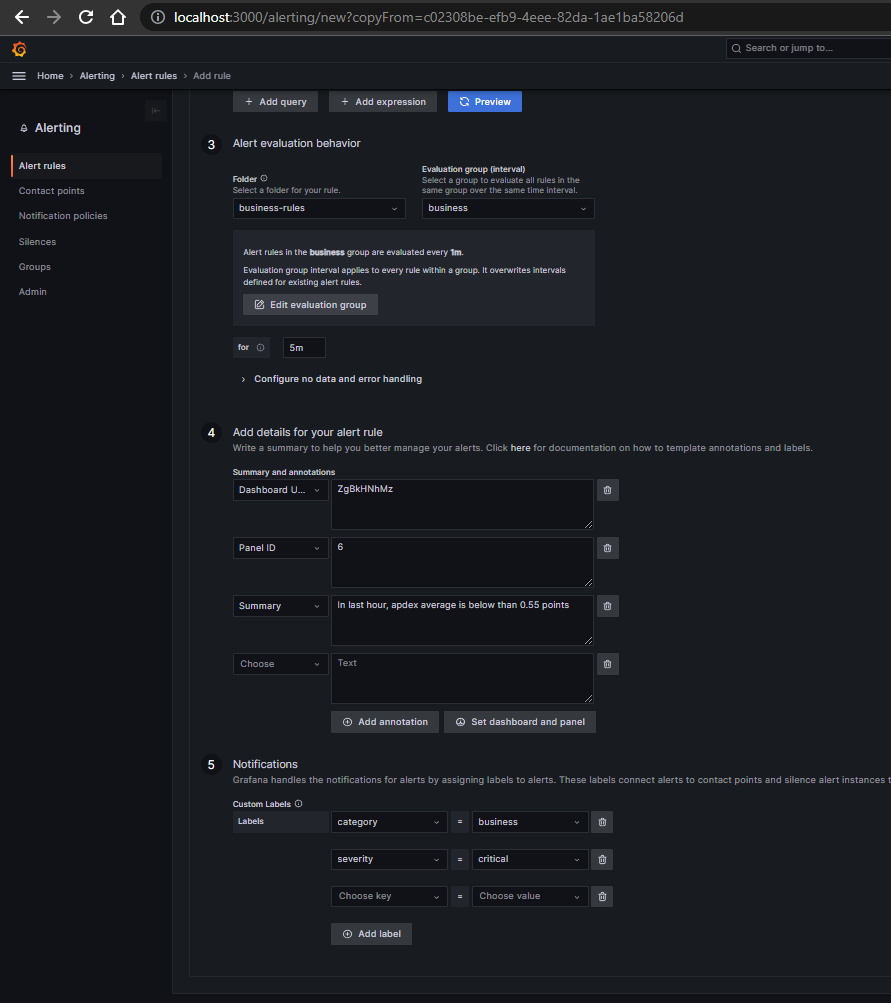 localhost:3000/alerting/new?copyFrom=c02308be-efb9-4eee-82da-1ae1ba58206d
Search or jump to...
Home › Alerting › Alert rules › Add rule
Alerting
Alert rules
Contact points
Notification policies
Silences
Groups
Admin
+ Add query
+ Add expression
Preview
3 Alert evaluation behavior
Folder
Select a folder for your rule.
business-rules
Evaluation group (interval)
Select a group to evaluate all rules in the
same group over the same time interval.
business
Alert rules in the business group are evaluated every 1m.
Evaluation group interval applies to every rule within a group. It overwrites intervals
defined for existing alert rules.
Edit evaluation group
for 5m
Configure no data and error handling
4 Add details for your alert rule
Write a summary to help you better manage your alerts. Click here for documentation on how to template annotations and labels.
Summary and annotations
Dashboard U... ZgBkHNhMz
Panel ID 6
Summary In last hour, apdex average is below than 0.55 points
Choose Text
Add annotation
Set dashboard and panel
5 Notifications
Grafana handles the notifications for alerts by assigning labels to alerts. These labels connect alerts to contact points and silence alert instances t
Custom Labels
Labels category = business
severity = critical
Choose key = Choose value
Add label